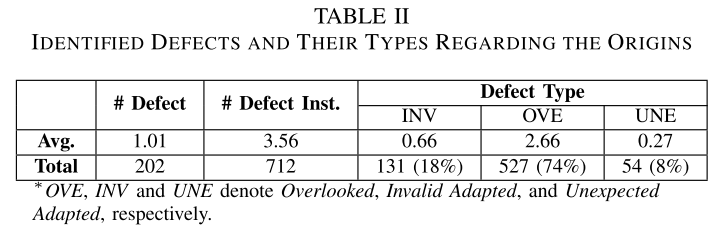 TABLE II
IDENTIFIED DEFECTS AND THEIR TYPES REGARDING THE ORIGINS
# Defect # Defect Inst. Defect Type
INV OVE UNE
Avg. 1.01 3.56 0.66 2.66 0.27
Total 202 712 131 (18%) 527 (74%) 54 (8%)
* OVE, INV and UNE denote Overlooked, Invalid Adapted, and Unexpected
Adapted, respectively.